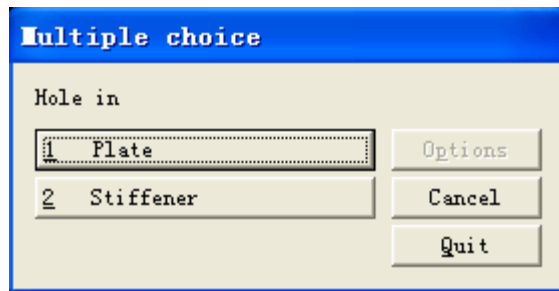 Multiple choice
Hole in
1 Plate
Options
2 Stiffener
Cancel
Quit